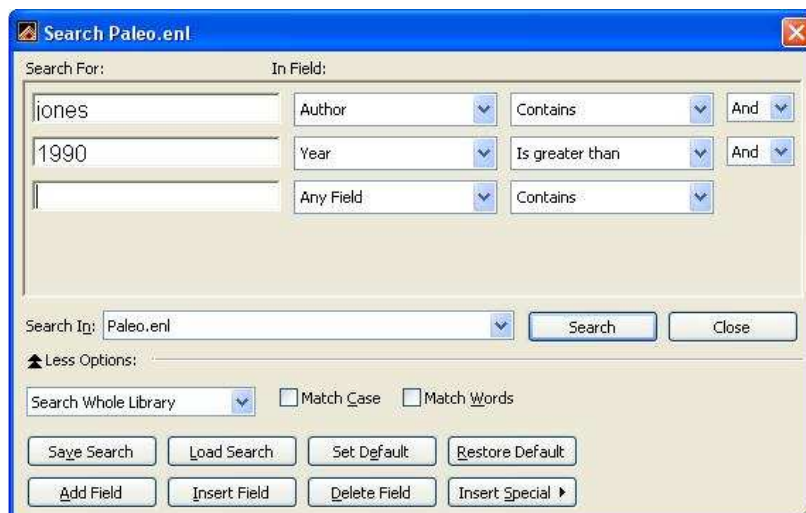 Search Paleo.enl
Search For: In Field:
jones Author Contains And
1990 Year Is greater than And
Any Field Contains
Search In: Paleo.enl Search Close
Less Options:
Search Whole Library Match Case Match Words
Save Search Load Search Set Default Restore Default
Add Field Insert Field Delete Field Insert Special